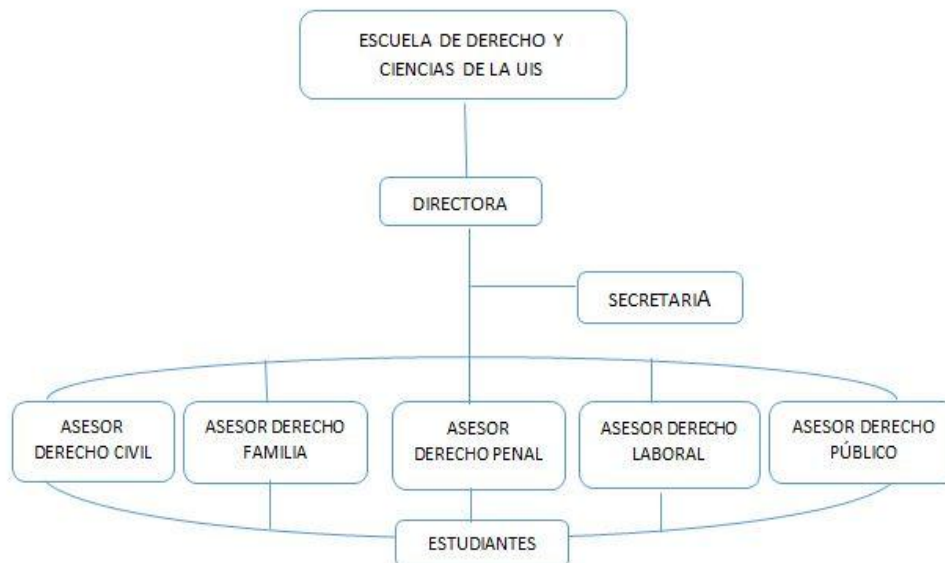 ESCUELA DE DERECHO Y
CIENCIAS DE LA UIS
DIRECTORA
SECRETARIA
ASESOR
DERECHO CIVIL
ASESOR DERECHO
FAMILIA
ASESOR
DERECHO PENAL
ASESOR DERECHO
LABORAL
ASESOR DERECHO
PÚBLICO
ESTUDIANTES